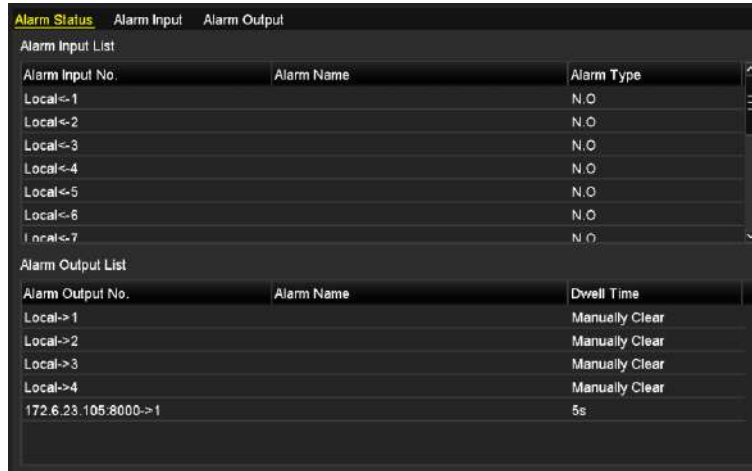 Alarm Status Alarm Input Alarm Output
Alarm Input List
Alarm Input No. Alarm Name Alarm Type
Local<-1 N.O
Local<-2 N.O
Local<-3 N.O
Local<-4 N.O
Local<-5 N.O
Local<-6 N.O
Local<-7 N.O
Alarm Output List
Alarm Output No. Alarm Name Dwell Time
Local->1 Manually Clear
Local->2 Manually Clear
Local->3 Manually Clear
Local->4 Manually Clear
172.6.23.105:8000->1 5s